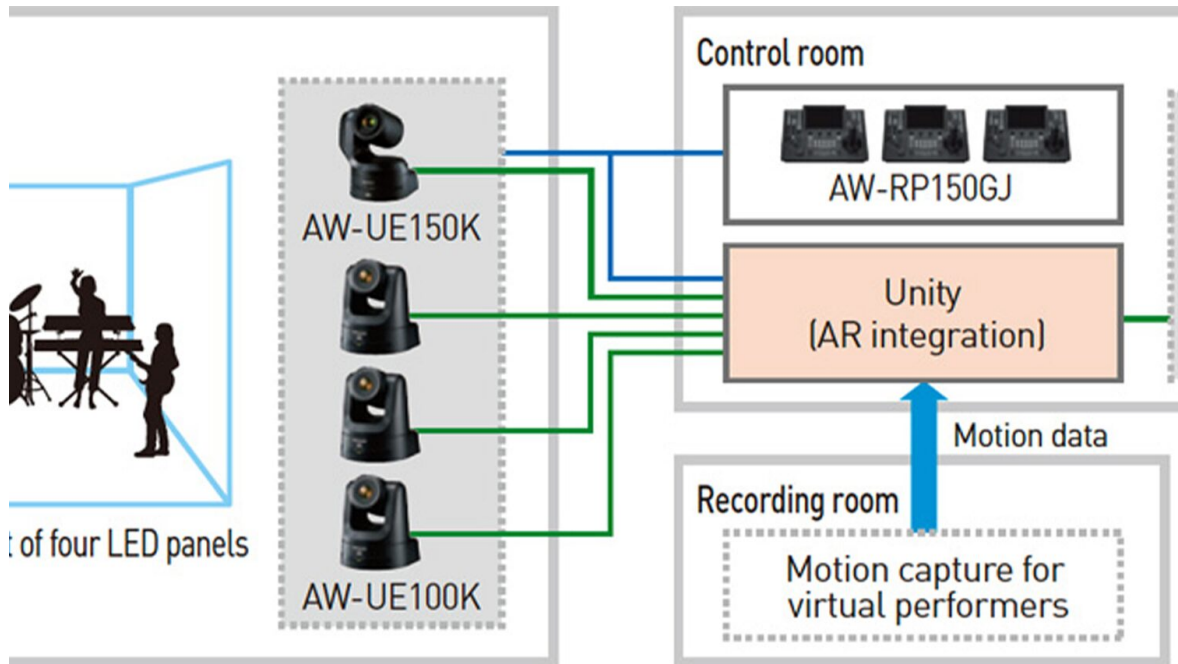 Control room
AW-RP150GJ
AW-UE150K
Unity
(AR integration)
Motion data
Recording room
of four LED panels
AW-UE100K
Motion capture for
virtual performers